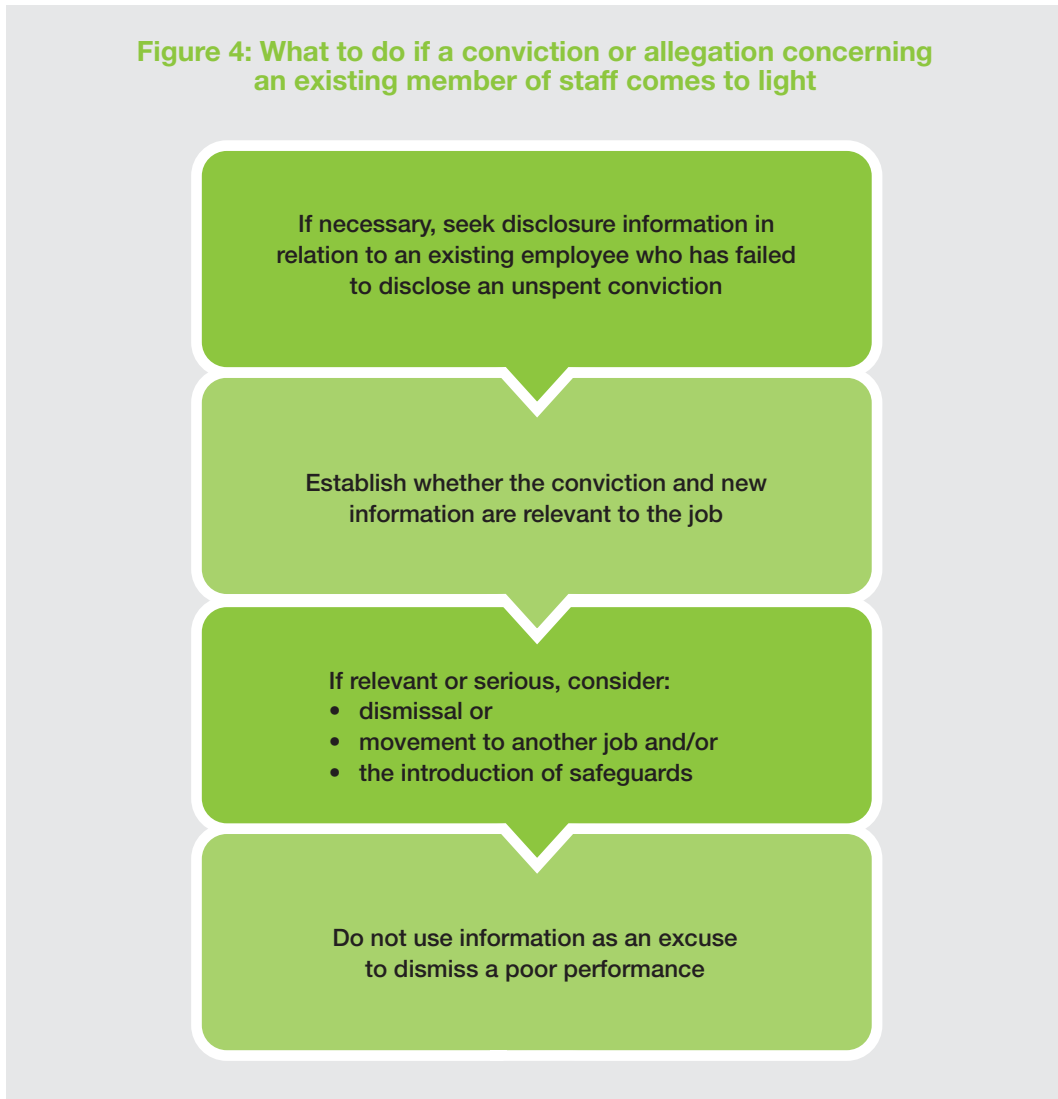 Figure 4: What to do if a conviction or allegation concerning
an existing member of staff comes to light
If necessary, seek disclosure information in
relation to an existing employee who has failed
to disclose an unspent conviction
Establish whether the conviction and new
information are relevant to the job
If relevant or serious, consider:
• dismissal or
• movement to another job and/or
• the introduction of safeguards
Do not use information as an excuse
to dismiss a poor performance